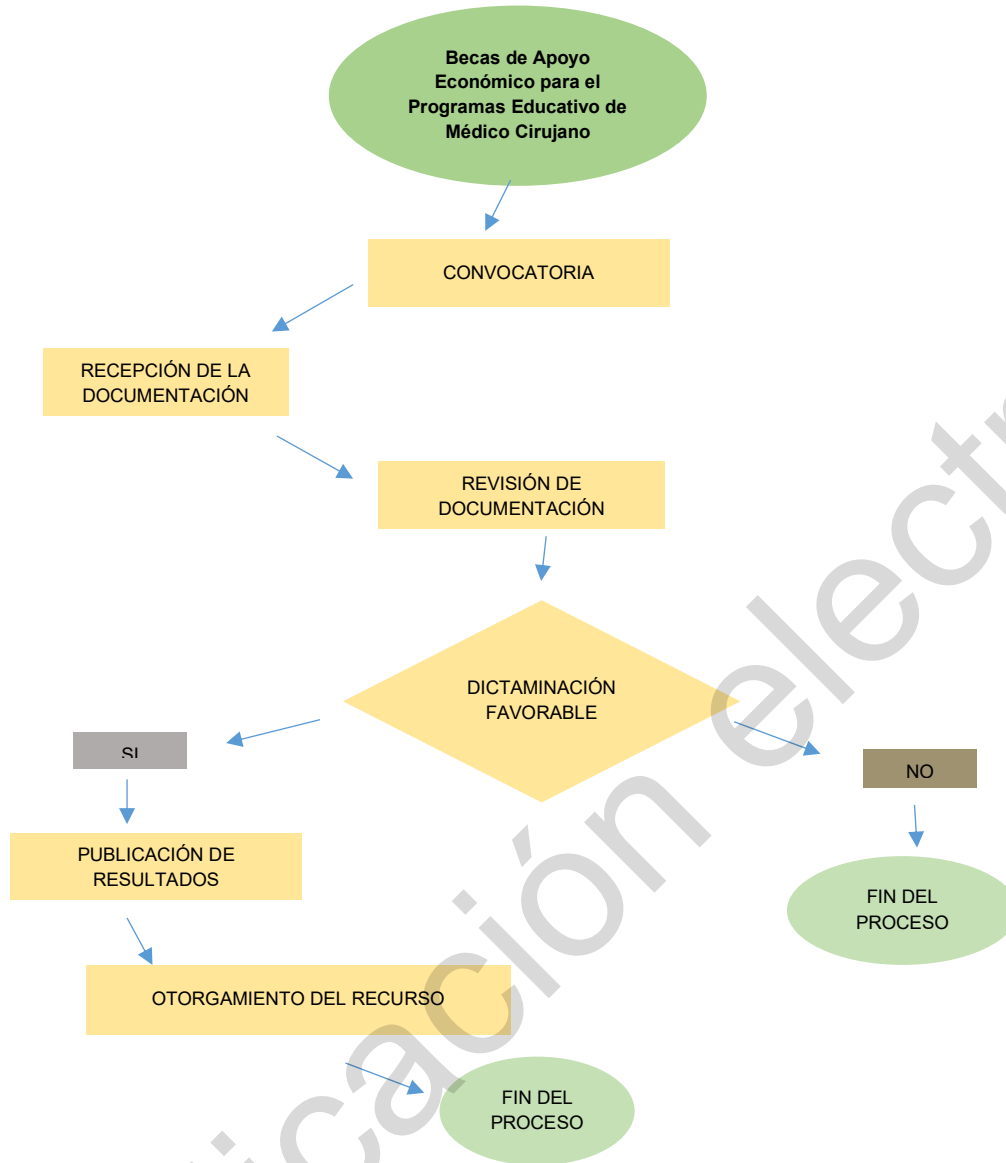 Becas de Apoyo
Económico para el
Programas Educativo de
Médico Cirujano
CONVOCATORIA
RECEPCIÓN DE LA
DOCUMENTACIÓN
REVISIÓN DE
DOCUMENTACIÓN
DICTAMINACIÓN
FAVORABLE
SI
NO
PUBLICACIÓN DE
RESULTADOS
FIN DEL
PROCESO
OTORGAMIENTO DEL RECURSO
FIN DEL
PROCESO